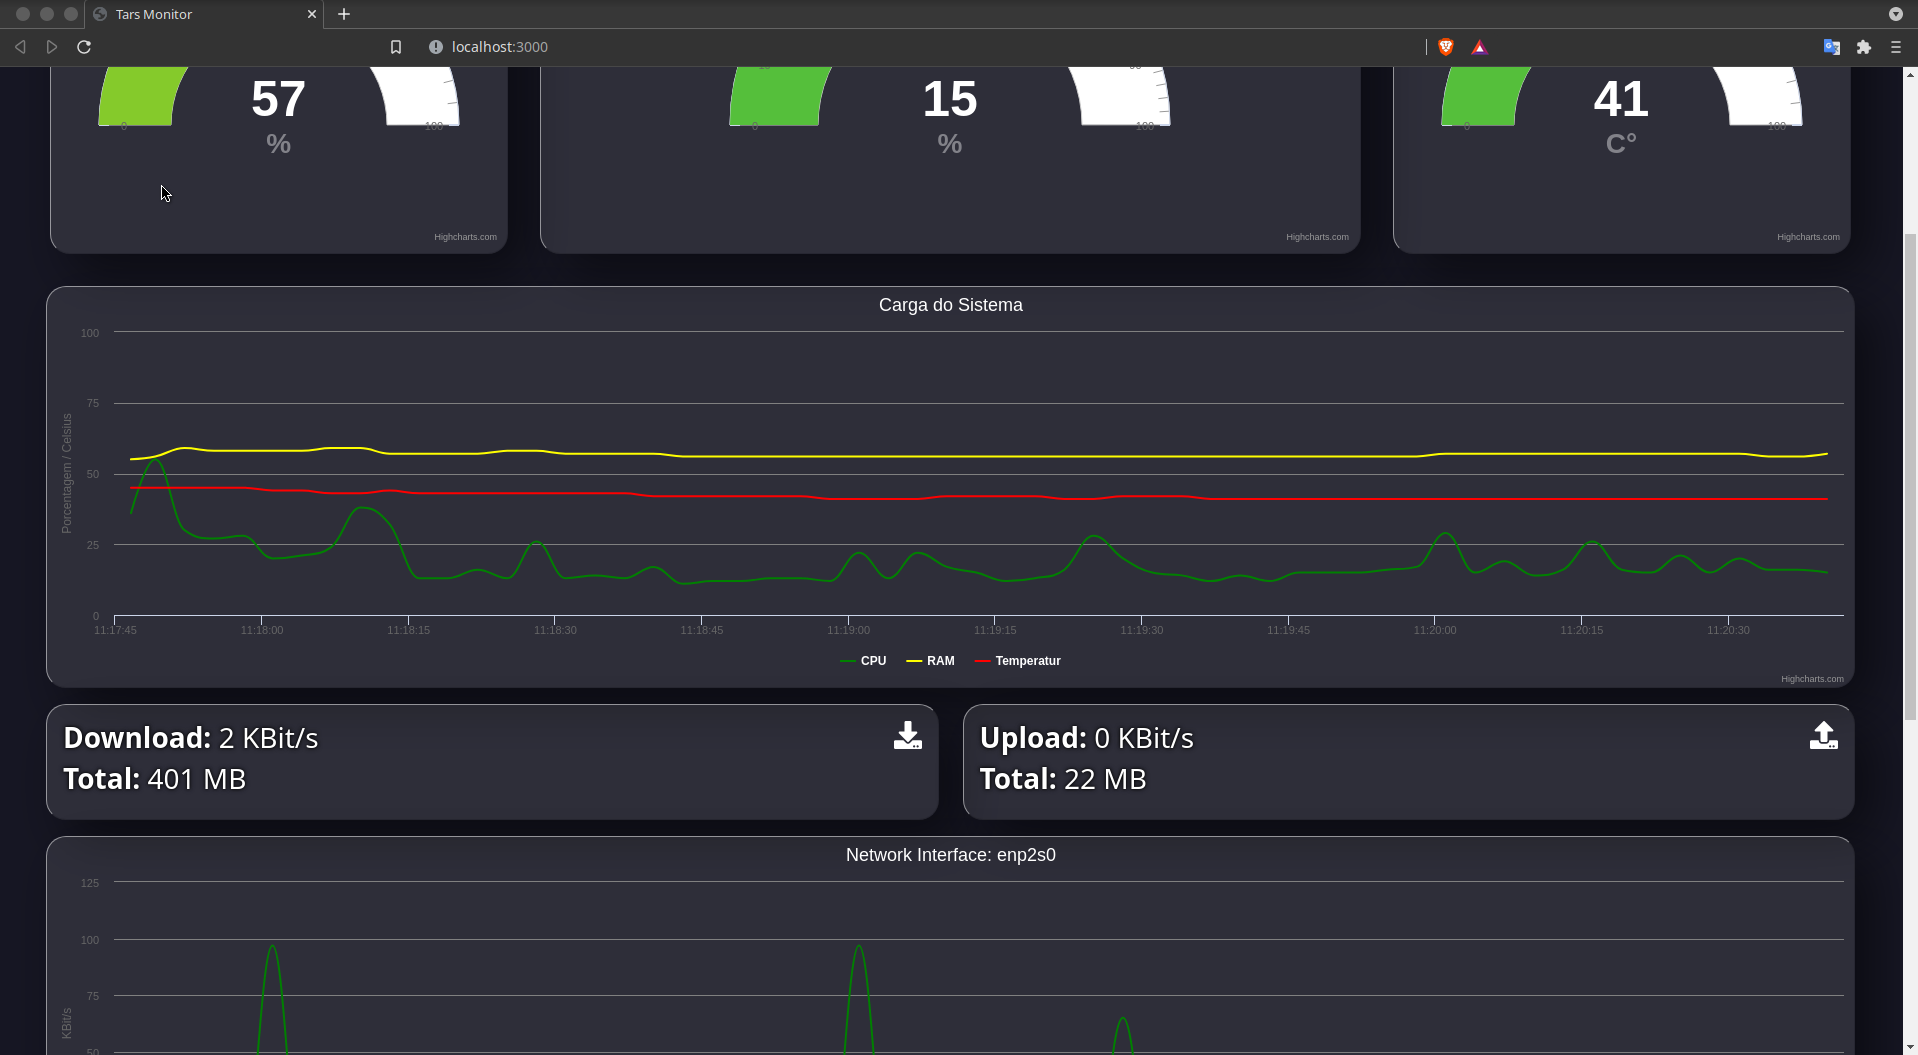 Tars Monitor
localhost:3000
57
%
0
100
15
%
0
100
41
C°
0
100
Highcharts.com
Highcharts.com
Highcharts.com
Carga do Sistema
100
75
50
25
0
Porcentagem / Celsius
11:17:45 11:18:00 11:18:15 11:18:30 11:18:45 11:19:00 11:19:15 11:19:30 11:19:45 11:20:00 11:20:15 11:20:30
CPU RAM Temperatur
Highcharts.com
Download: 2 KBit/s
Total: 401 MB
Upload: 0 KBit/s
Total: 22 MB
Network Interface: enp2s0
125
100
75
50
KBit/s